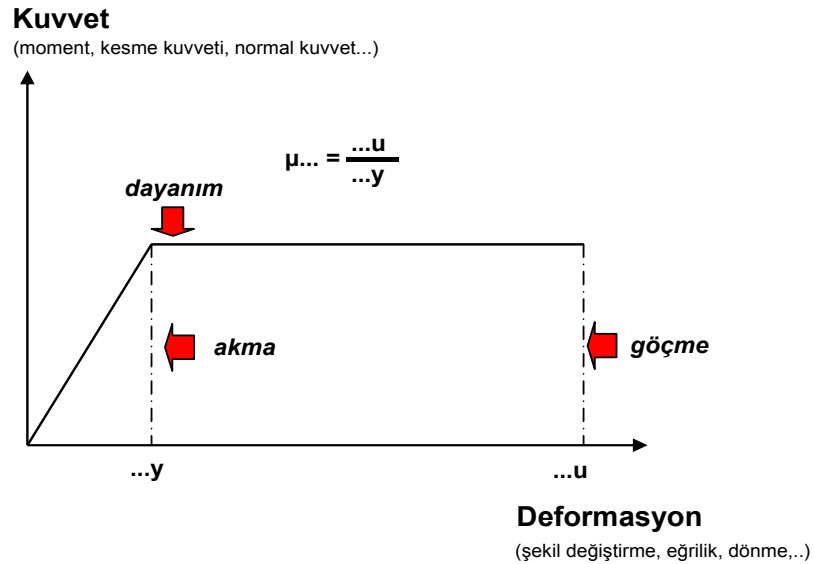 Kuvvet
(moment, kesme kuvveti, normal kuvvet...)
µ... = ...u
...y
dayanım
akma
göçme
...y
...u
Deformasyon
(şekil değiştirme, eğrilik, dönme,..)